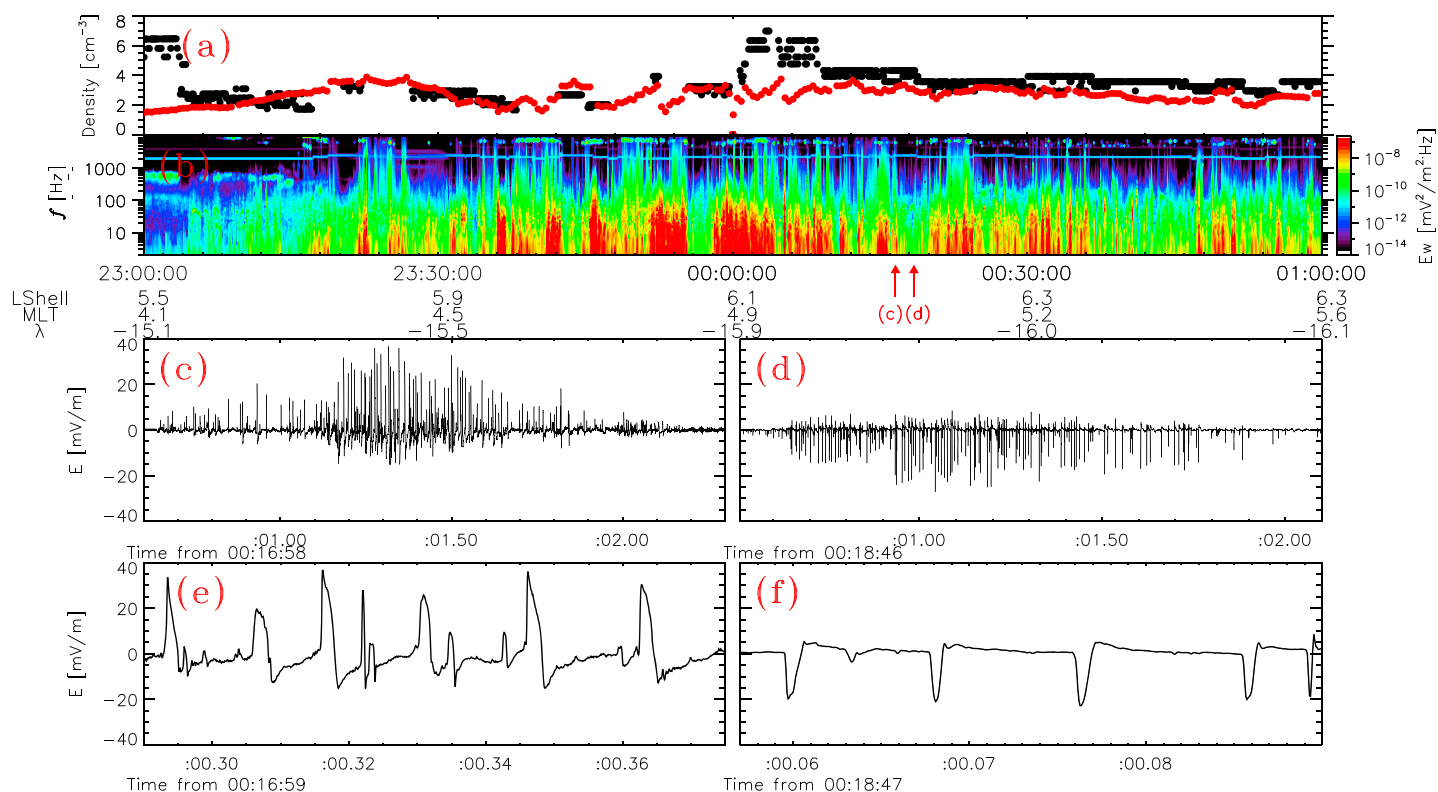 (a)
Density [cm⁻³]
8
6
4
2
0
(b)
f [Hz]
1000
100
10
10⁻⁸
10⁻¹⁰
10⁻¹²
10⁻¹⁴
Ew [mV²/m²·Hz]
23:00:00 23:30:00 00:00:00 00:30:00 01:00:00
LShell 5.5 5.9 6.1 6.3 6.3
MLT 4.1 4.5 4.9 5.2 5.6
λ −15.1 −15.5 −15.9 −16.0 −16.1
(c) (d)
(c)
E [mV/m]
40
20
0
−20
−40
:01.00 :01.50 :02.00
Time from 00:16:58
(d)
:01.00 :01.50 :02.00
Time from 00:18:46
(e)
E [mV/m]
40
20
0
−20
−40
:00.30 :00.32 :00.34 :00.36
Time from 00:16:59
(f)
:00.06 :00.07 :00.08
Time from 00:18:47